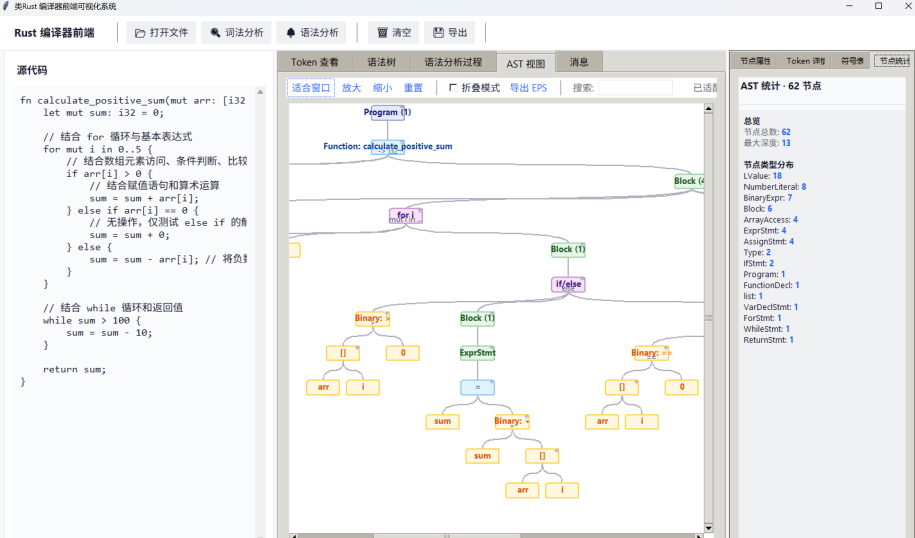 类Rust 编译器前端可视化系统
Rust 编译器前端
打开文件
词法分析
语法分析
清空
导出
源代码
fn calculate_positive_sum(mut arr: [i32
let mut sum: i32 = 0;
// 结合 for 循环与基本表达式
for mut i in 0..5 {
// 结合数组元素访问、条件判断、比较
if arr[i] > 0 {
// 结合赋值语句和算术运算
sum = sum + arr[i];
} else if arr[i] == 0 {
// 无操作，仅测试 else if 的解
sum = sum + 0;
} else {
sum = sum - arr[i]; // 将负数
}
}
// 结合 while 循环和返回值
while sum > 100 {
sum = sum - 10;
}
return sum;
}
Token 查看
语法树
语法分析过程
AST 视图
消息
适合窗口
放大
缩小
重置
折叠模式
导出 EPS
搜索:
已适配
Program (1)
Function: calculate_positive_sum
-> i32
Block (4
for i
mut i in
Block (1)
if/else
else
Binary: >
Block (1)
Binary: ==
[]
0
ExprStmt
[]
0
arr
i
=
arr
i
sum
Binary: +
sum
[]
arr
i
节点属性
Token 详情
符号表
节点统计
AST 统计 · 62 节点
总览
节点总数: 62
最大深度: 13
节点类型分布
LValue: 18
NumberLiteral: 8
BinaryExpr: 7
Block: 6
ArrayAccess: 4
ExprStmt: 4
AssignStmt: 4
Type: 2
IfStmt: 2
Program: 1
FunctionDecl: 1
list: 1
VarDeclStmt: 1
ForStmt: 1
WhileStmt: 1
ReturnStmt: 1